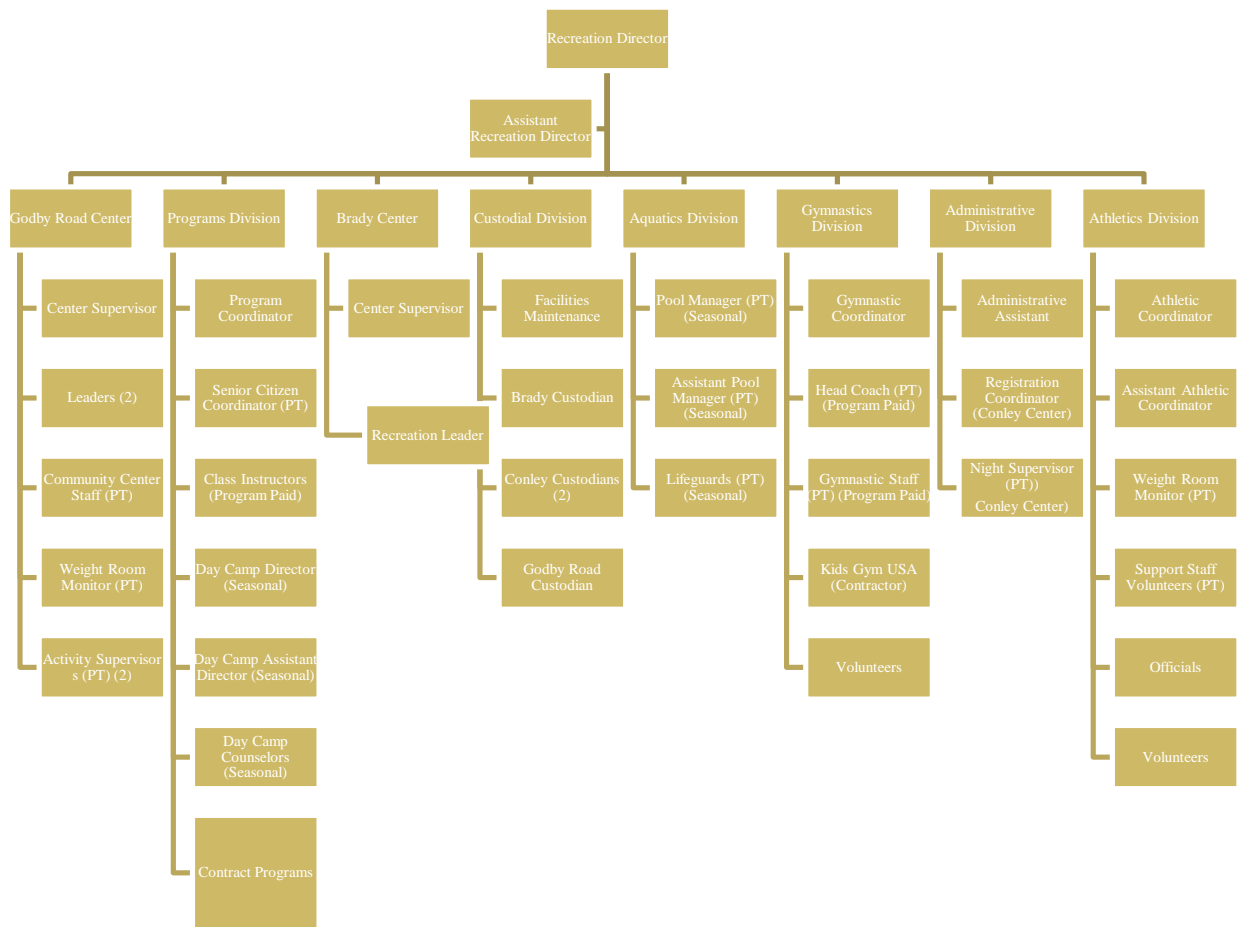 Recreation Director
Assistant
Recreation Director
Godby Road Center
Programs Division
Brady Center
Custodial Division
Aquatics Division
Gymnastics
Division
Administrative
Division
Athletics Division
Center Supervisor
Leaders (2)
Community Center
Staff (PT)
Weight Room
Monitor (PT)
Activity Supervisor
s (PT) (2)
Program
Coordinator
Senior Citizen
Coordinator (PT)
Class Instructors
(Program Paid)
Day Camp Director
(Seasonal)
Day Camp Assistant
Director (Seasonal)
Day Camp
Counselors
(Seasonal)
Contract Programs
Center Supervisor
Recreation Leader
Facilities
Maintenance
Brady Custodian
Conley Custodians
(2)
Godby Road
Custodian
Pool Manager (PT)
(Seasonal)
Assistant Pool
Manager (PT)
(Seasonal)
Lifeguards (PT)
(Seasonal)
Gymnastic
Coordinator
Head Coach (PT)
(Program Paid)
Gymnastic Staff
(PT) (Program Paid)
Kids Gym USA
(Contractor)
Volunteers
Administrative
Assistant
Registration
Coordinator
(Conley Center)
Night Supervisor
(PT))
Conley Center)
Athletic
Coordinator
Assistant Athletic
Coordinator
Weight Room
Monitor (PT)
Support Staff
Volunteers (PT)
Officials
Volunteers